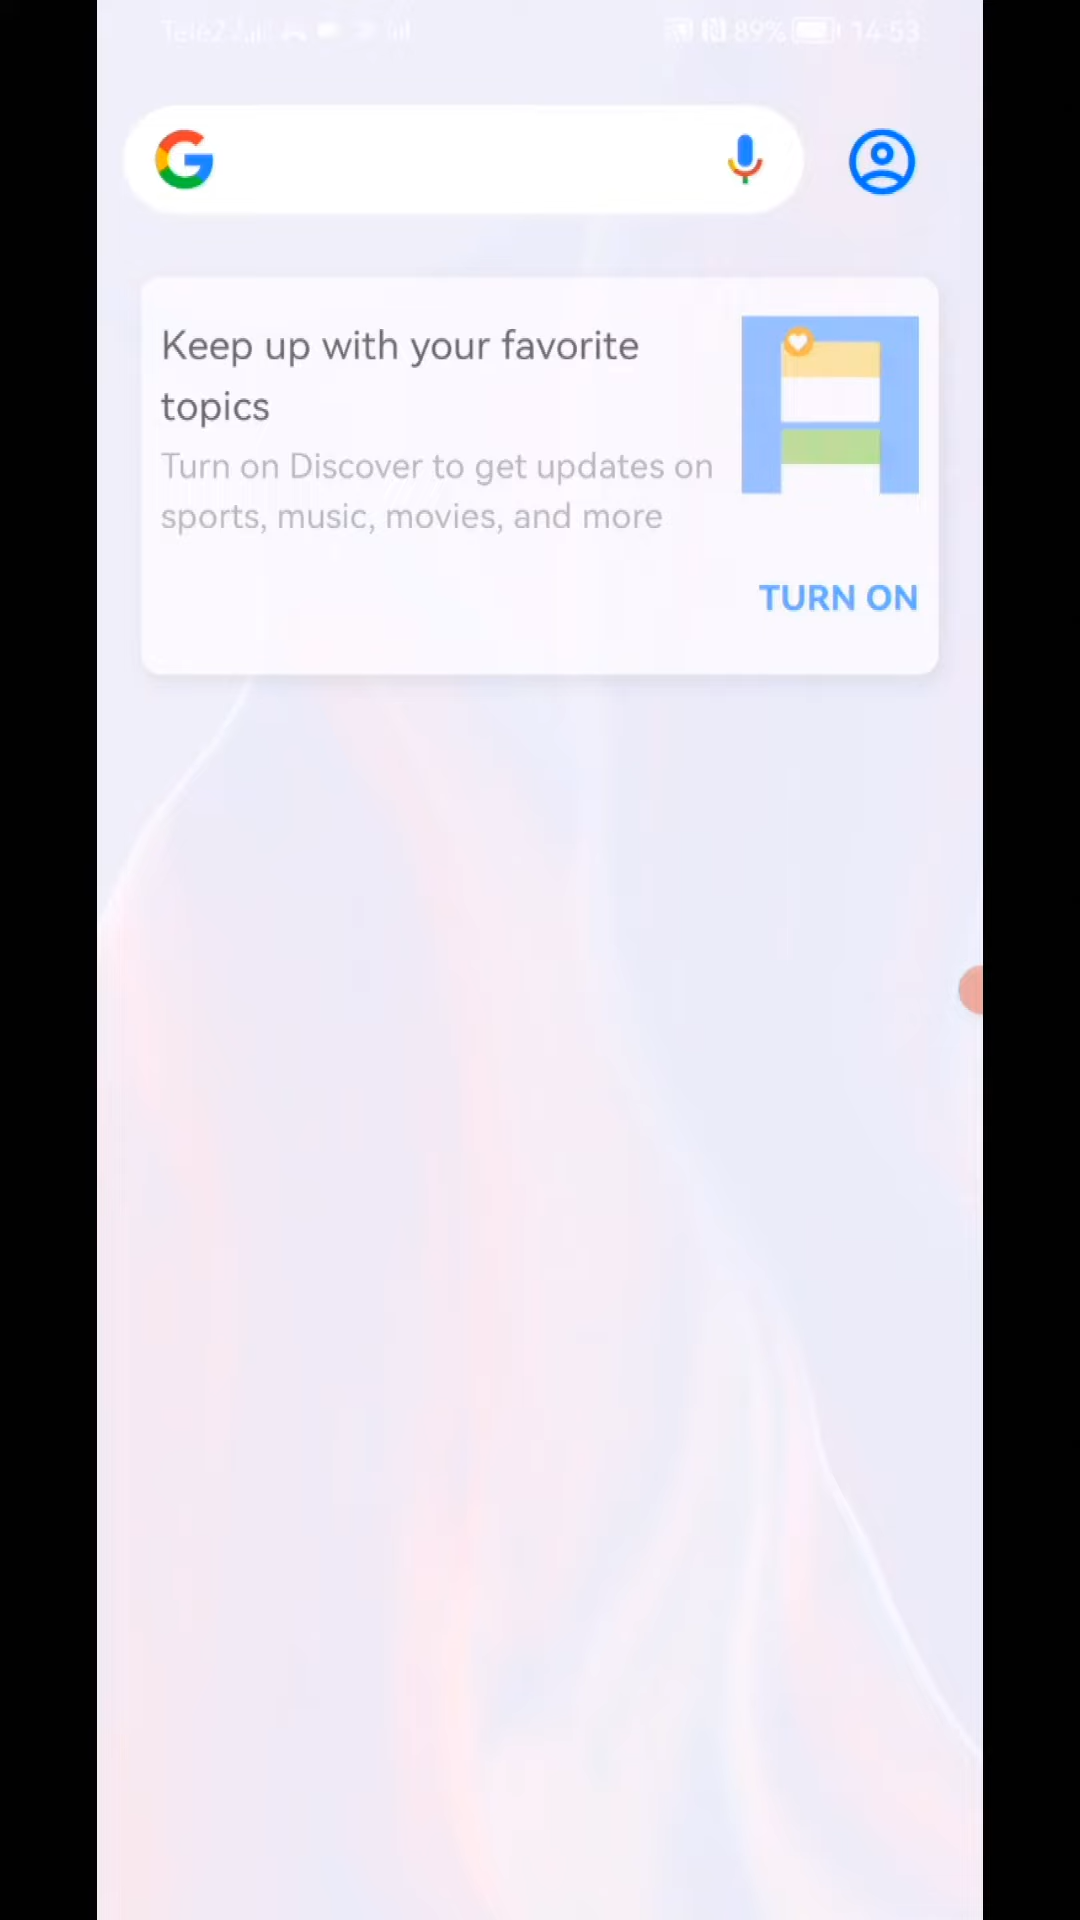 89% 14:53
Keep up with your favorite
topics
Turn on Discover to get updates on
sports, music, movies, and more
TURN ON